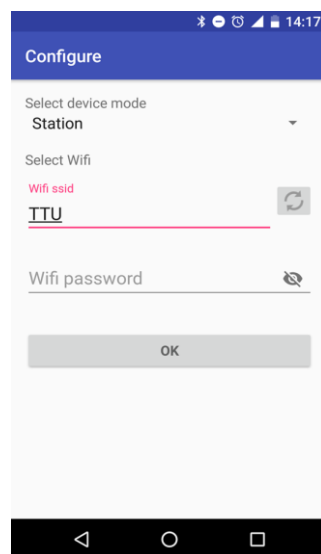 14:17
Configure
Select device mode
Station
Select Wifi
Wifi ssid
TTU
Wifi password
OK